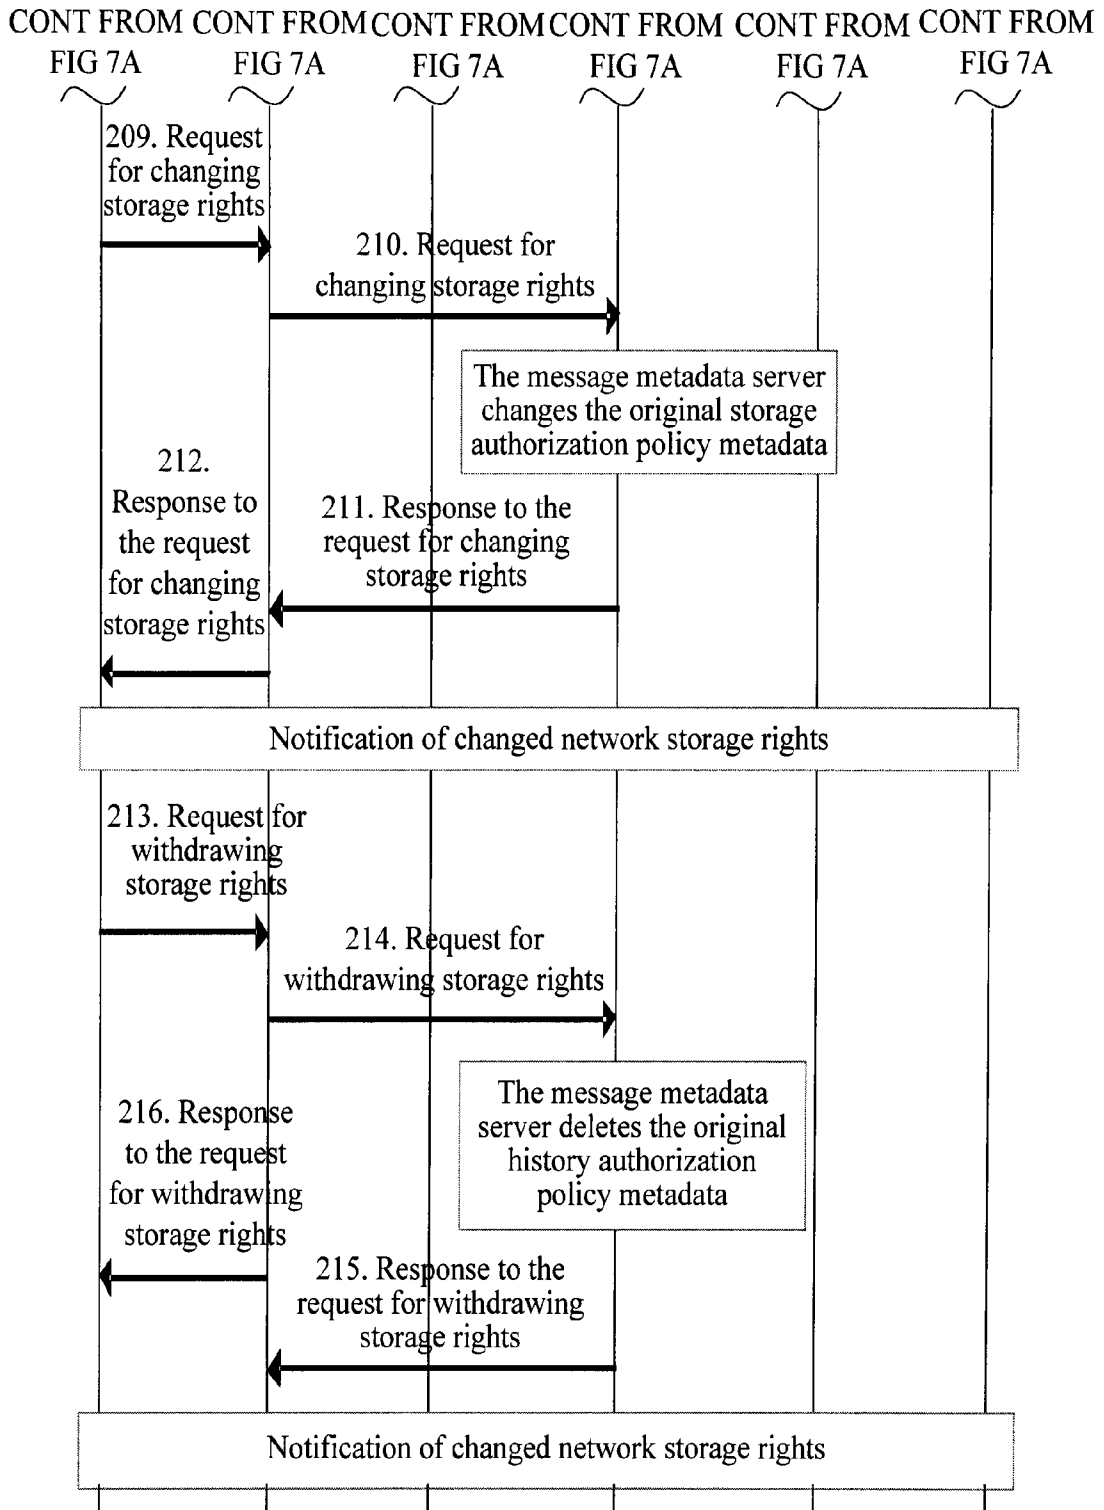 CONT FROM CONT FROM CONT FROM CONT FROM CONT FROM CONT FROM
FIG 7A FIG 7A FIG 7A FIG 7A FIG 7A FIG 7A
209. Request
for changing
storage rights
210. Request for
changing storage rights
The message metadata server
changes the original storage
authorization policy metadata
212.
Response to
the request
for changing
storage rights
211. Response to the
request for changing
storage rights
Notification of changed network storage rights
213. Request for
withdrawing
storage rights
214. Request for
withdrawing storage rights
The message metadata
server deletes the original
history authorization
policy metadata
216. Response
to the request
for withdrawing
storage rights
215. Response to the
request for withdrawing
storage rights
Notification of changed network storage rights